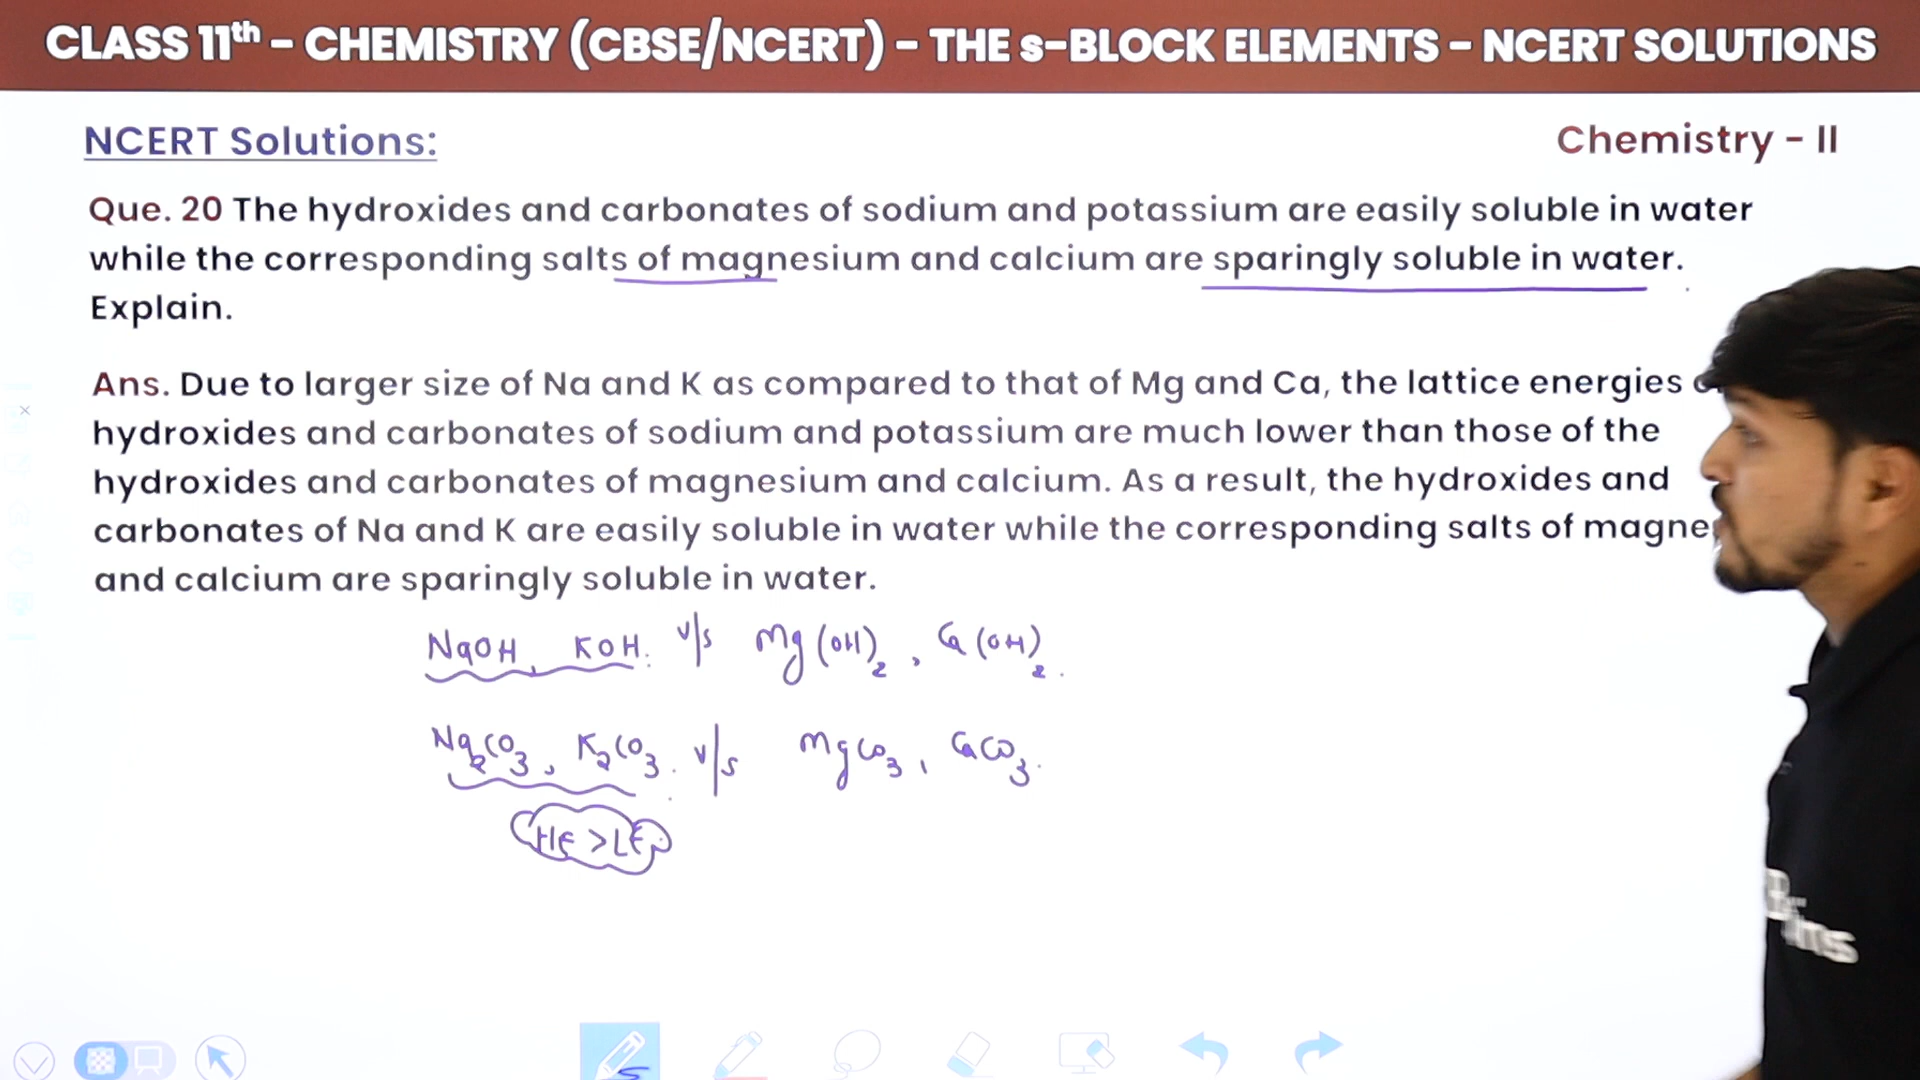 CLASS 11th – CHEMISTRY (CBSE/NCERT) – THE s-BLOCK ELEMENTS – NCERT SOLUTIONS
NCERT Solutions:
Chemistry - II
Que. 20 The hydroxides and carbonates of sodium and potassium are easily soluble in water
while the corresponding salts of magnesium and calcium are sparingly soluble in water.
Explain.
Ans. Due to larger size of Na and K as compared to that of Mg and Ca, the lattice energies
hydroxides and carbonates of sodium and potassium are much lower than those of the
hydroxides and carbonates of magnesium and calcium. As a result, the hydroxides and
carbonates of Na and K are easily soluble in water while the corresponding salts of magne
and calcium are sparingly soluble in water.
NaOH, KOH. v/s Mg(OH)2, Ca(OH)2.
Na2CO3, K2CO3. v/s MgCO3, CaCO3.
HE > LE